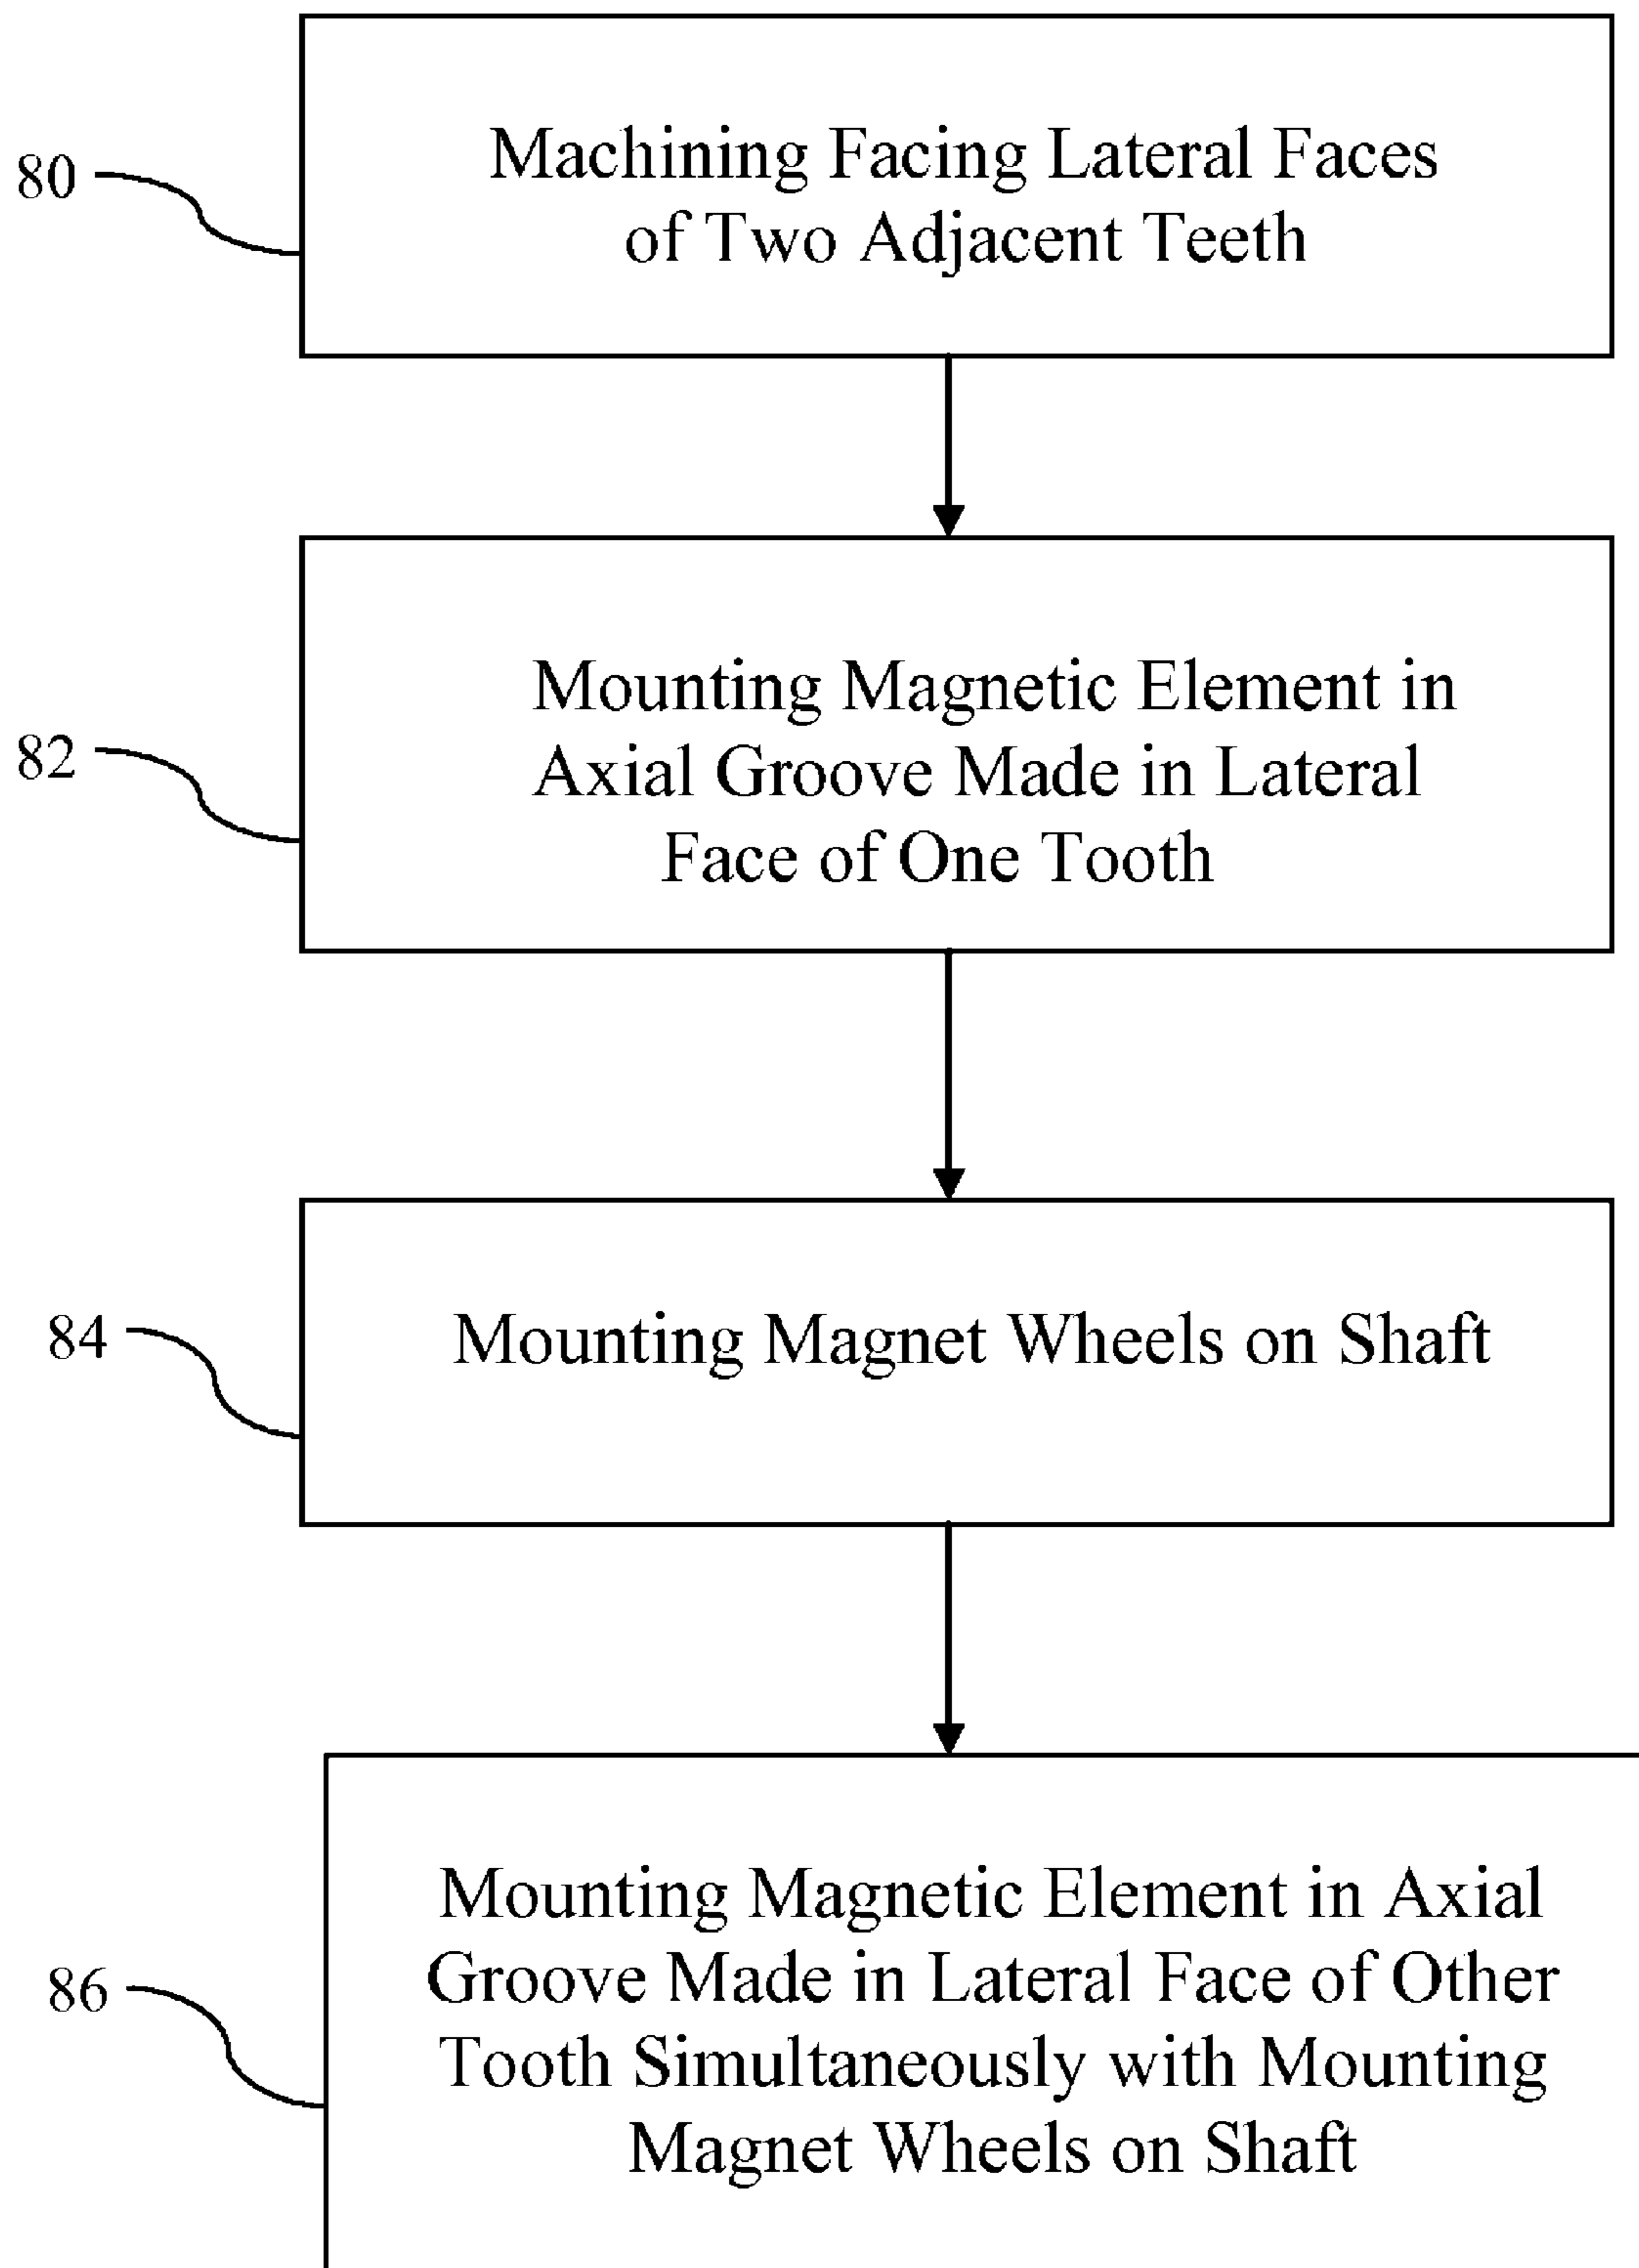 80
Machining Facing Lateral Faces
of Two Adjacent Teeth
82
Mounting Magnetic Element in
Axial Groove Made in Lateral
Face of One Tooth
84
Mounting Magnet Wheels on Shaft
86
Mounting Magnetic Element in Axial
Groove Made in Lateral Face of Other
Tooth Simultaneously with Mounting
Magnet Wheels on Shaft